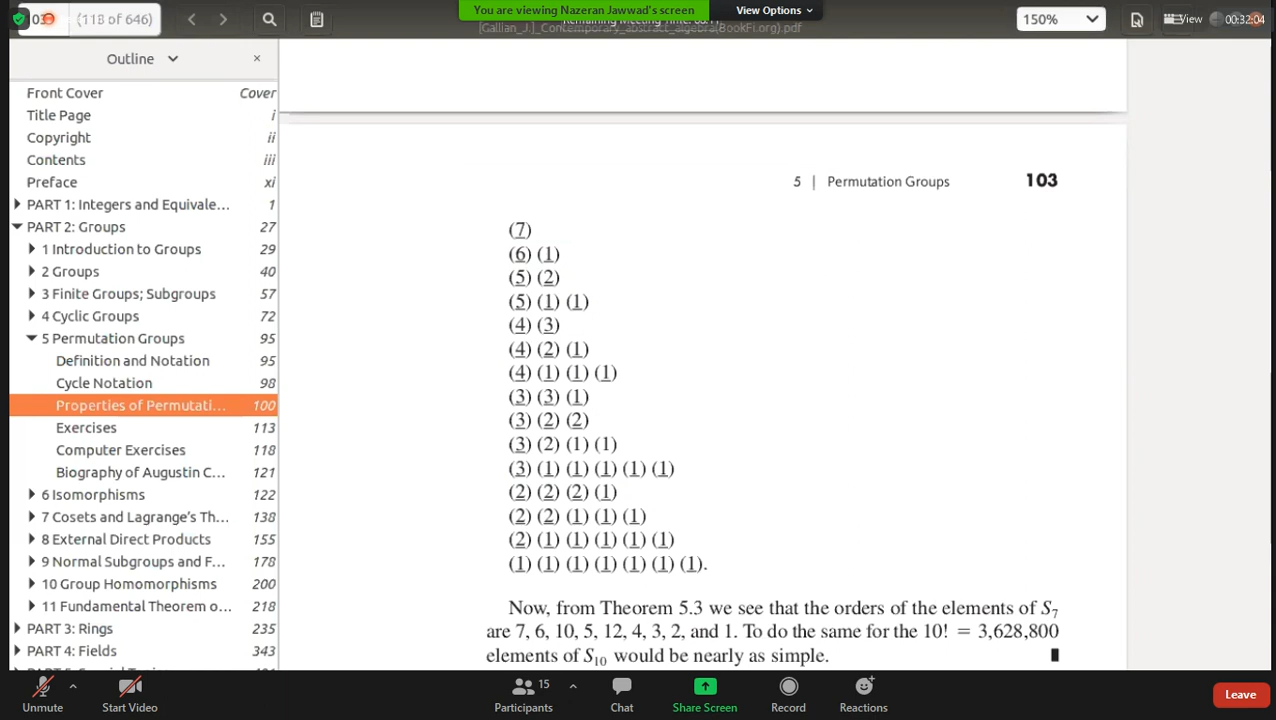 03
(118 of 646)
You are viewing Nazeran Jawwad's screen
View Options
[Gallian_J.]_Contemporary_abstract_algebra(BookFi.org).pdf
150%
View
00:32:04
Outline
Front Cover Cover
Title Page i
Copyright ii
Contents iii
Preface xi
PART 1: Integers and Equivale... 1
PART 2: Groups 27
1 Introduction to Groups 29
2 Groups 40
3 Finite Groups; Subgroups 57
4 Cyclic Groups 72
5 Permutation Groups 95
Definition and Notation 95
Cycle Notation 98
Properties of Permutati... 100
Exercises 113
Computer Exercises 118
Biography of Augustin C... 121
6 Isomorphisms 122
7 Cosets and Lagrange's Th... 138
8 External Direct Products 155
9 Normal Subgroups and F... 178
10 Group Homomorphisms 200
11 Fundamental Theorem o... 218
PART 3: Rings 235
PART 4: Fields 343
5 | Permutation Groups 103
(7)
(6) (1)
(5) (2)
(5) (1) (1)
(4) (3)
(4) (2) (1)
(4) (1) (1) (1)
(3) (3) (1)
(3) (2) (2)
(3) (2) (1) (1)
(3) (1) (1) (1) (1)
(2) (2) (2) (1)
(2) (2) (1) (1) (1)
(2) (1) (1) (1) (1) (1)
(1) (1) (1) (1) (1) (1) (1).
Now, from Theorem 5.3 we see that the orders of the elements of S7
are 7, 6, 10, 5, 12, 4, 3, 2, and 1. To do the same for the 10! = 3,628,800
elements of S10 would be nearly as simple.
Unmute
Start Video
15
Participants
Chat
Share Screen
Record
Reactions
Leave